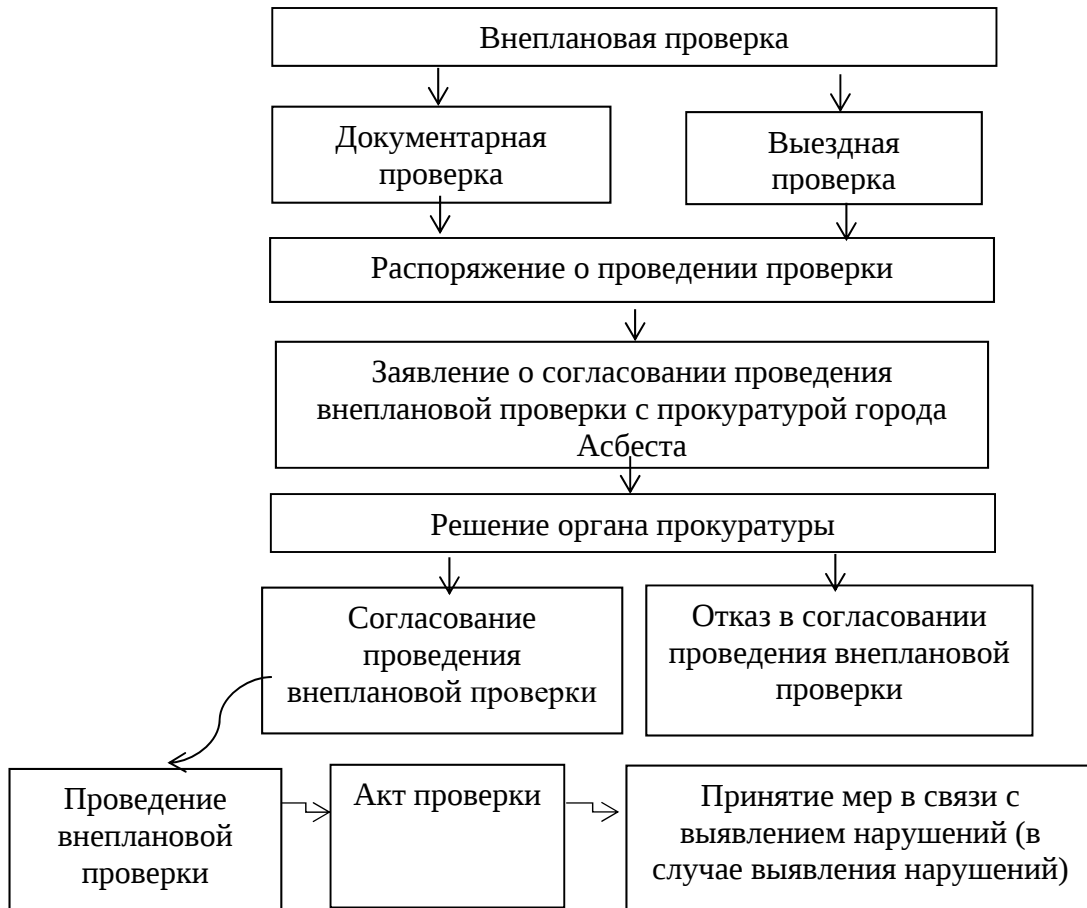 Внеплановая проверка
Документарная
проверка
Выездная
проверка
Распоряжение о проведении проверки
Заявление о согласовании проведения
внеплановой проверки с прокуратурой города
Асбеста
Решение органа прокуратуры
Согласование
проведения
внеплановой проверки
Отказ в согласовании
проведения внеплановой
проверки
Проведение
внеплановой
проверки
Акт проверки
Принятие мер в связи с
выявлением нарушений (в
случае выявления нарушений)